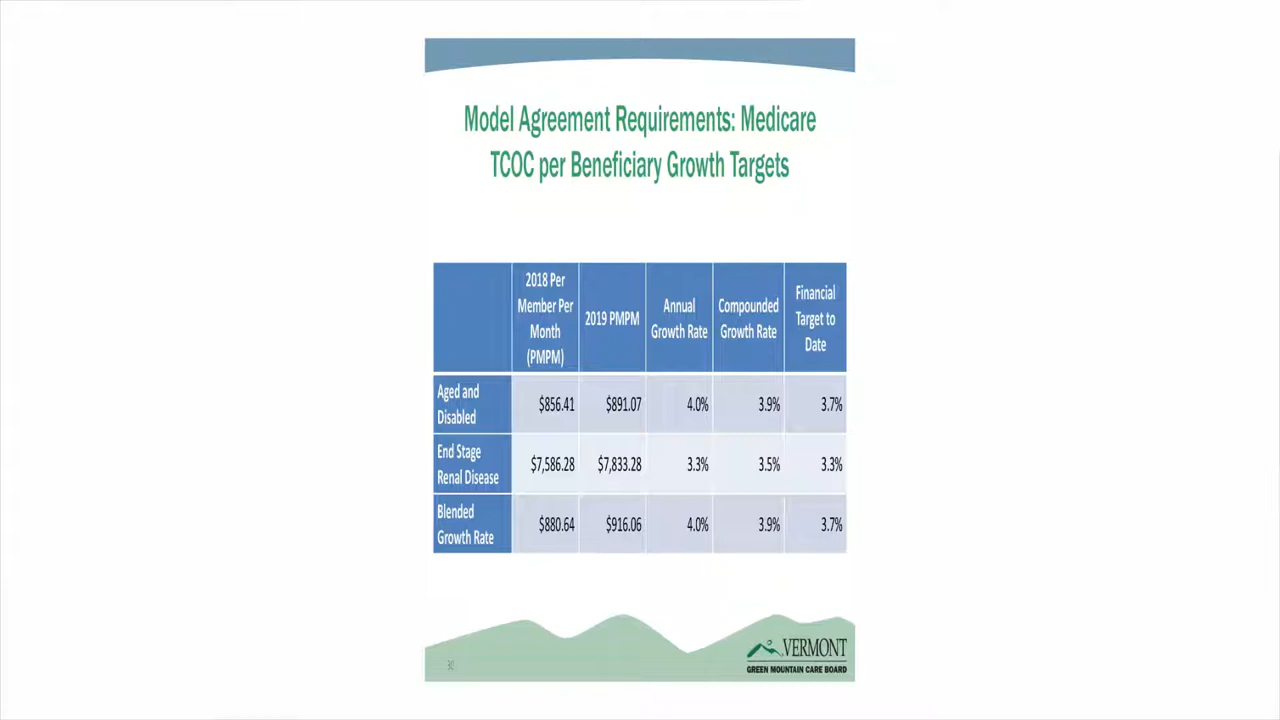 Model Agreement Requirements: Medicare
TCOC per Beneficiary Growth Targets
2018 Per
Member Per
Month
(PMPM)
2019 PMPM
Annual
Growth Rate
Compounded
Growth Rate
Financial
Target to
Date
Aged and
Disabled
$856.41
$891.07
4.0%
3.9%
3.7%
End Stage
Renal Disease
$7,586.28
$7,833.28
3.3%
3.5%
3.3%
Blended
Growth Rate
$880.64
$916.06
4.0%
3.9%
3.7%
VERMONT
GREEN MOUNTAIN CARE BOARD